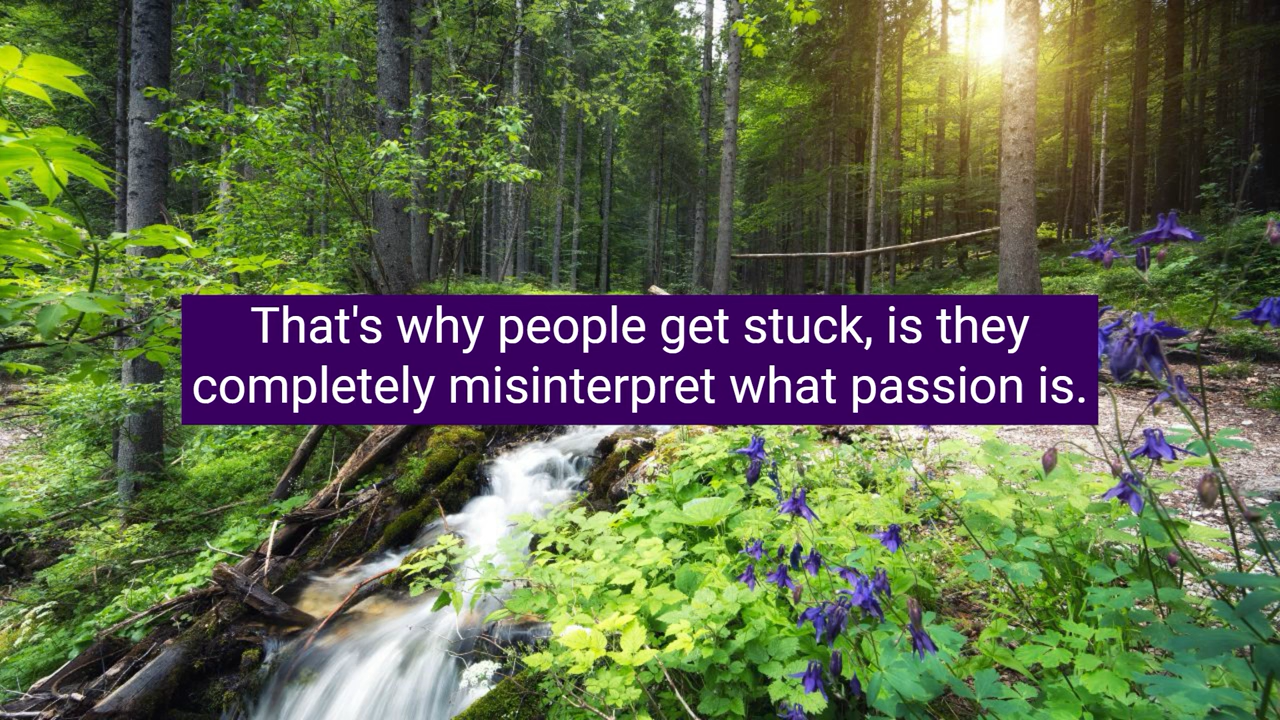 That's why people get stuck, is they
completely misinterpret what passion is.